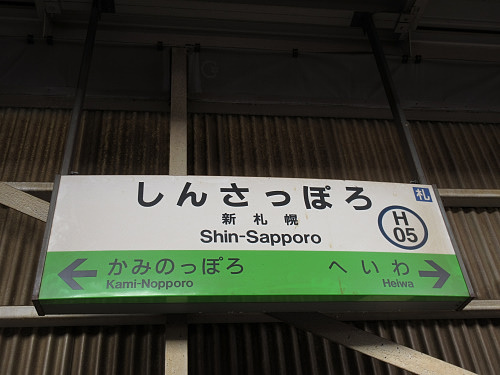 しんさっぽろ
札
新札幌
Shin-Sapporo
H
05
かみのっぽろ
Kami-Nopporo
へいわ
Heiwa